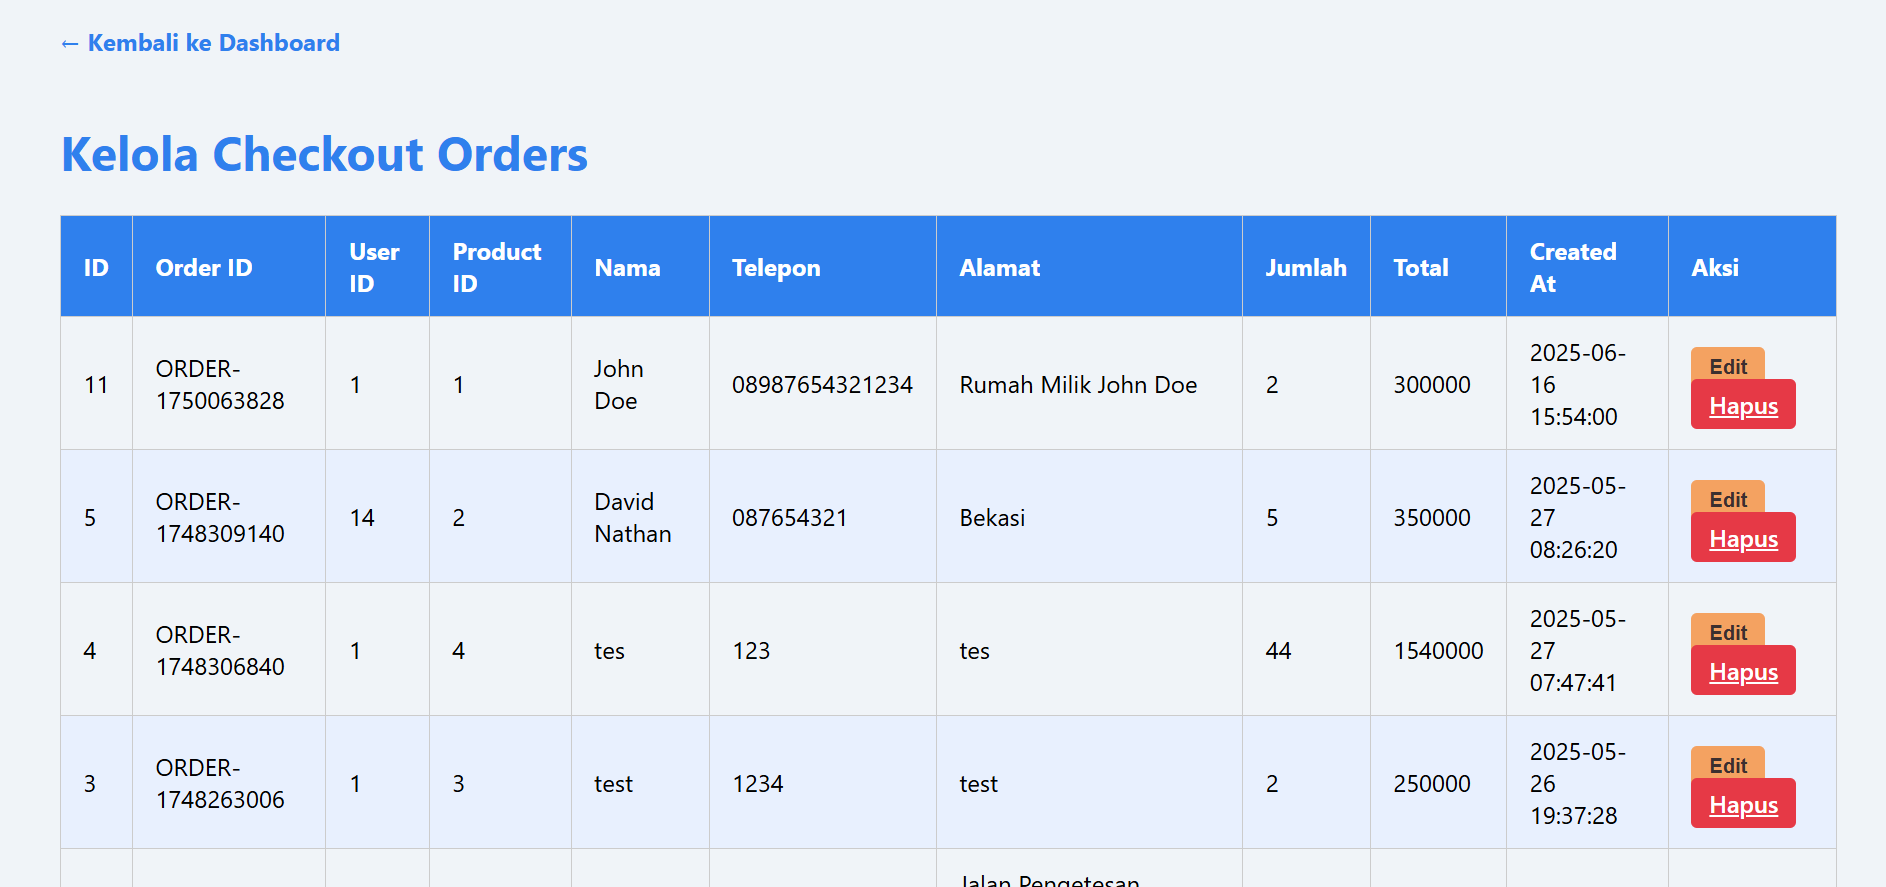 ← Kembali ke Dashboard
Kelola Checkout Orders
ID Order ID User ID Product ID Nama Telepon Alamat Jumlah Total Created At Aksi
11 ORDER-1750063828 1 1 John Doe 08987654321234 Rumah Milik John Doe 2 300000 2025-06-16 15:54:00 Edit Hapus
5 ORDER-1748309140 14 2 David Nathan 087654321 Bekasi 5 350000 2025-05-27 08:26:20 Edit Hapus
4 ORDER-1748306840 1 4 tes 123 tes 44 1540000 2025-05-27 07:47:41 Edit Hapus
3 ORDER-1748263006 1 3 test 1234 test 2 250000 2025-05-26 19:37:28 Edit Hapus
Jalan Pengetesan